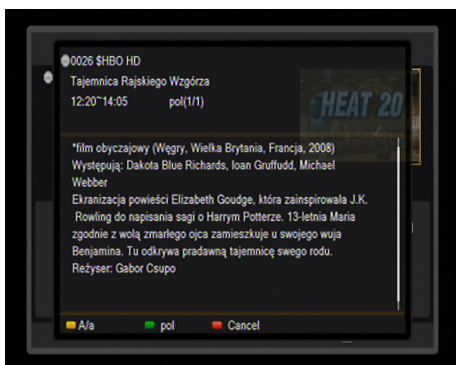 0026 $HBO HD
Tajemnica Rajskiego Wzgórza
12:20~14:05 pol(1/1)
HEAT 20
*film obyczajowy (Węgry, Wielka Brytania, Francja, 2008)
Występują: Dakota Blue Richards, Ioan Gruffudd, Michael
Webber
Ekranizacja powieści Elizabeth Goudge, która zainspirowała J.K.
Rowling do napisania sagi o Harrym Potterze. 13-letnia Maria
zgodnie z wolą zmarłego ojca zamieszkuje u swojego wuja
Benjamina. Tu odkrywa pradawną tajemnicę swego rodu.
Reżyser: Gabor Csupo
A/a pol Cancel